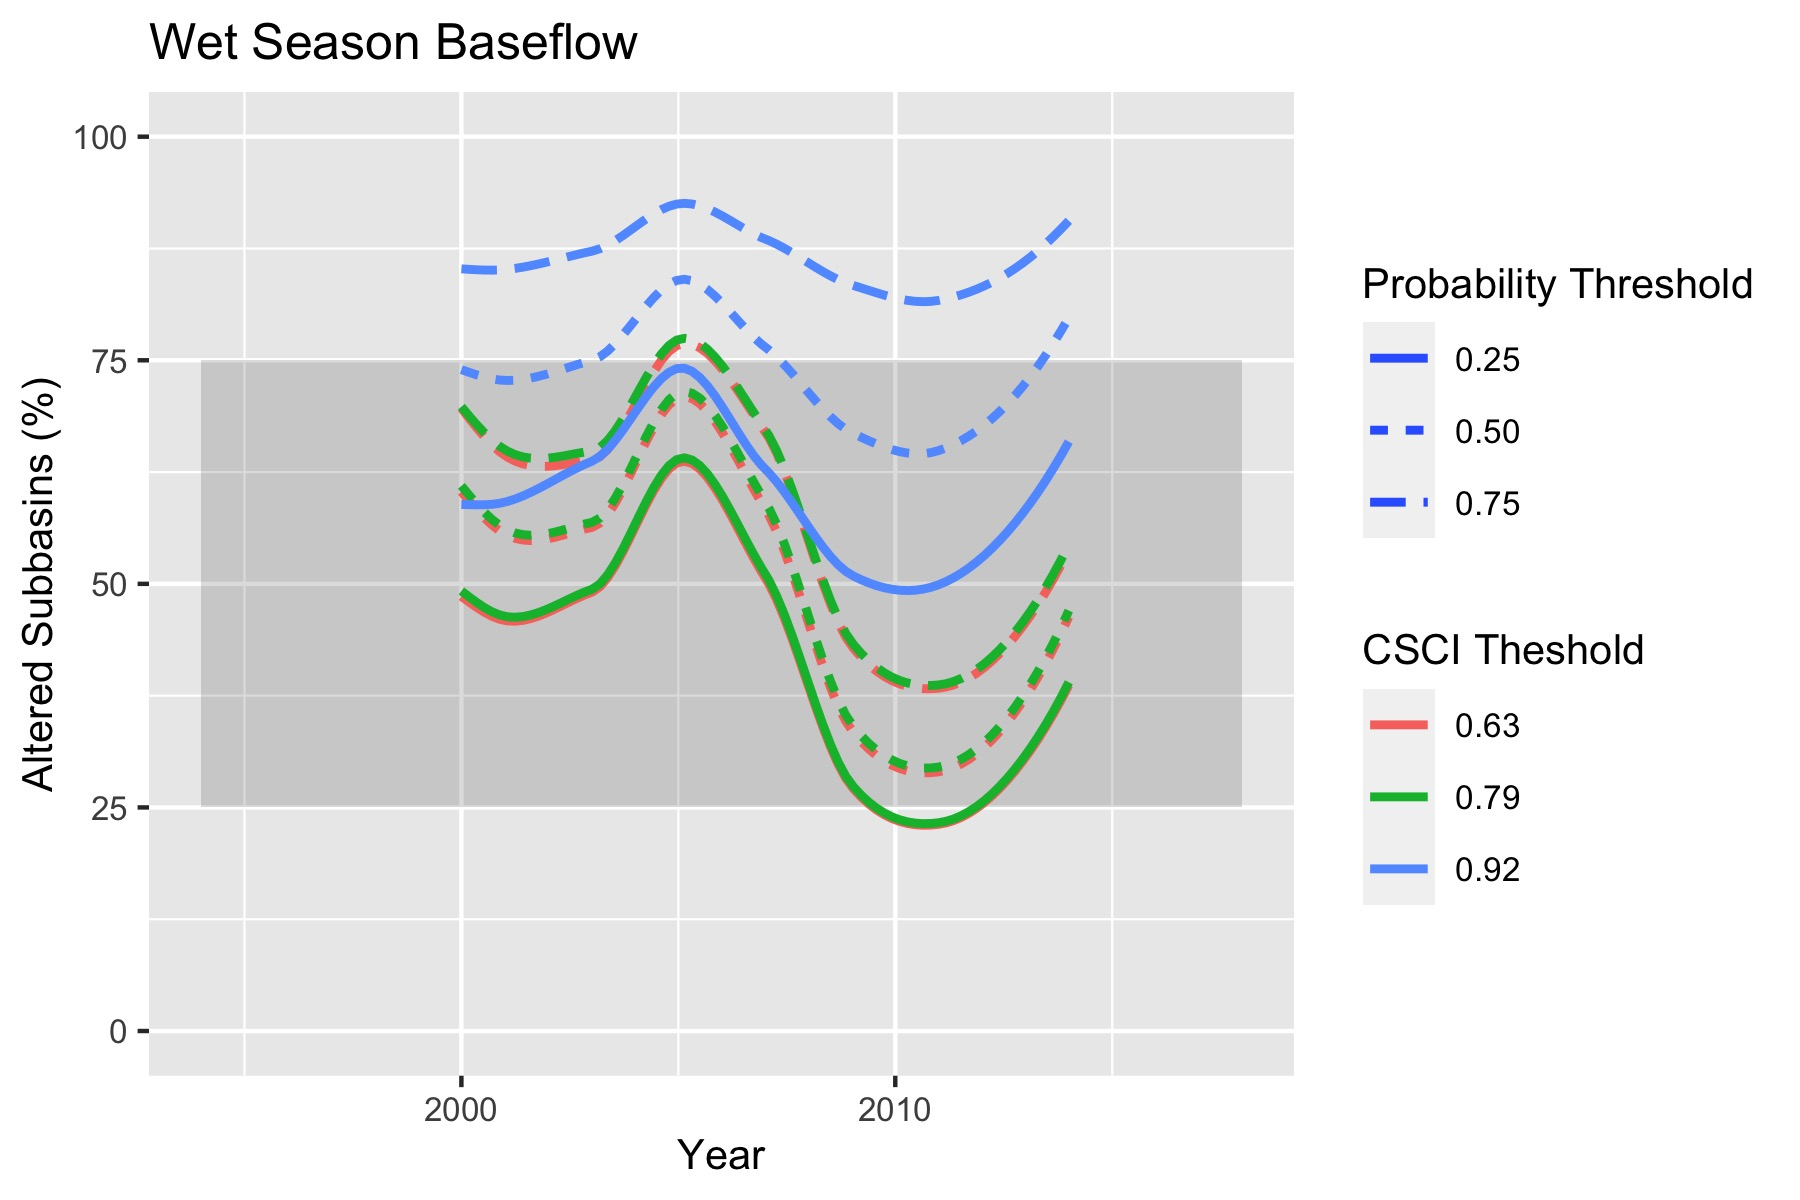 Wet Season Baseflow
Altered Subbasins (%)
100
75
50
25
0
2000
2010
Year
Probability Threshold
0.25
0.50
0.75
CSCI Theshold
0.63
0.79
0.92